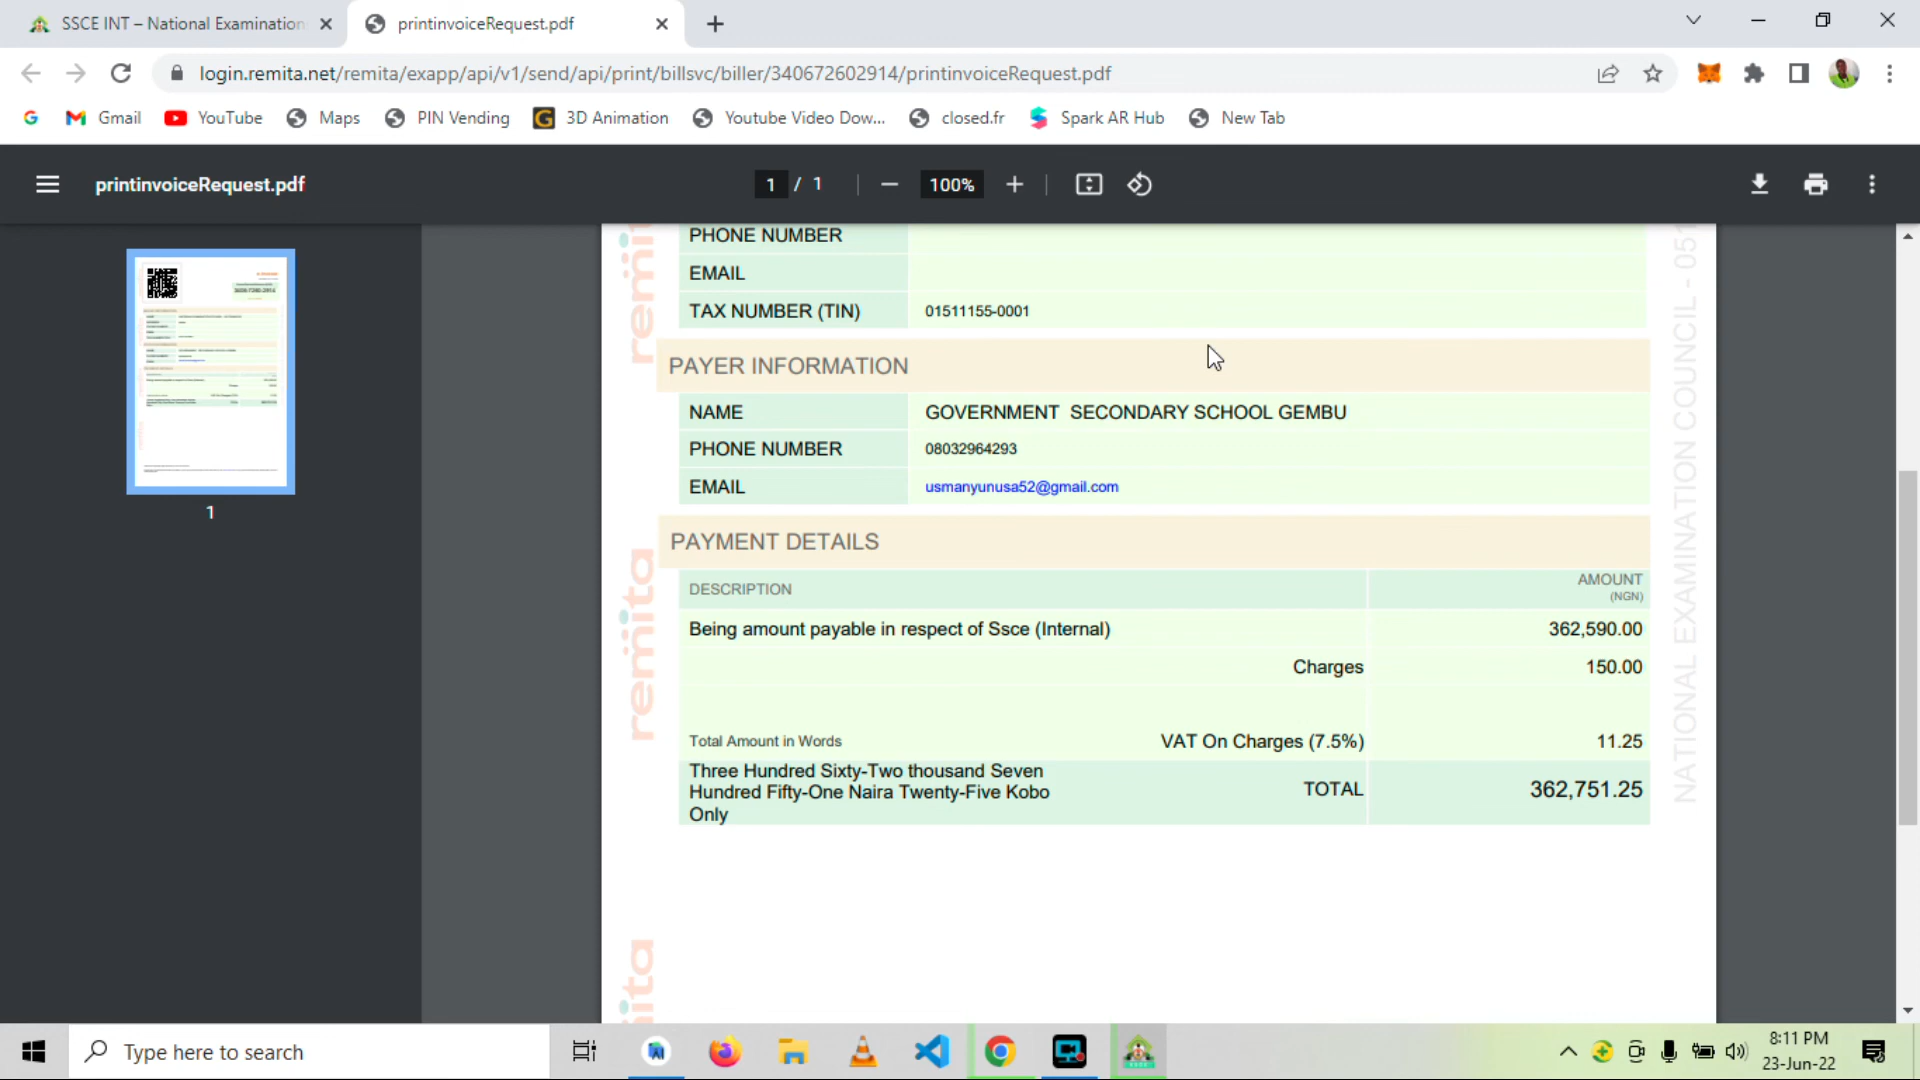 SSCE INT – National Examination
printinvoiceRequest.pdf
login.remita.net/remita/exapp/api/v1/send/api/print/billsvc/biller/340672602914/printinvoiceRequest.pdf
Gmail YouTube Maps PIN Vending 3D Animation Youtube Video Dow... closed.fr Spark AR Hub New Tab
printinvoiceRequest.pdf
1 / 1
100%
1
PHONE NUMBER
EMAIL
TAX NUMBER (TIN) 01511155-0001
PAYER INFORMATION
NAME GOVERNMENT SECONDARY SCHOOL GEMBU
PHONE NUMBER 08032964293
EMAIL usmanyunusa52@gmail.com
PAYMENT DETAILS
DESCRIPTION AMOUNT
(NGN)
Being amount payable in respect of Ssce (Internal) 362,590.00
Charges 150.00
Total Amount in Words VAT On Charges (7.5%) 11.25
Three Hundred Sixty-Two thousand Seven
Hundred Fifty-One Naira Twenty-Five Kobo
Only
TOTAL 362,751.25
remita
remita
remita
NATIONAL EXAMINATION COUNCIL - 051
Type here to search
8:11 PM
23-Jun-22